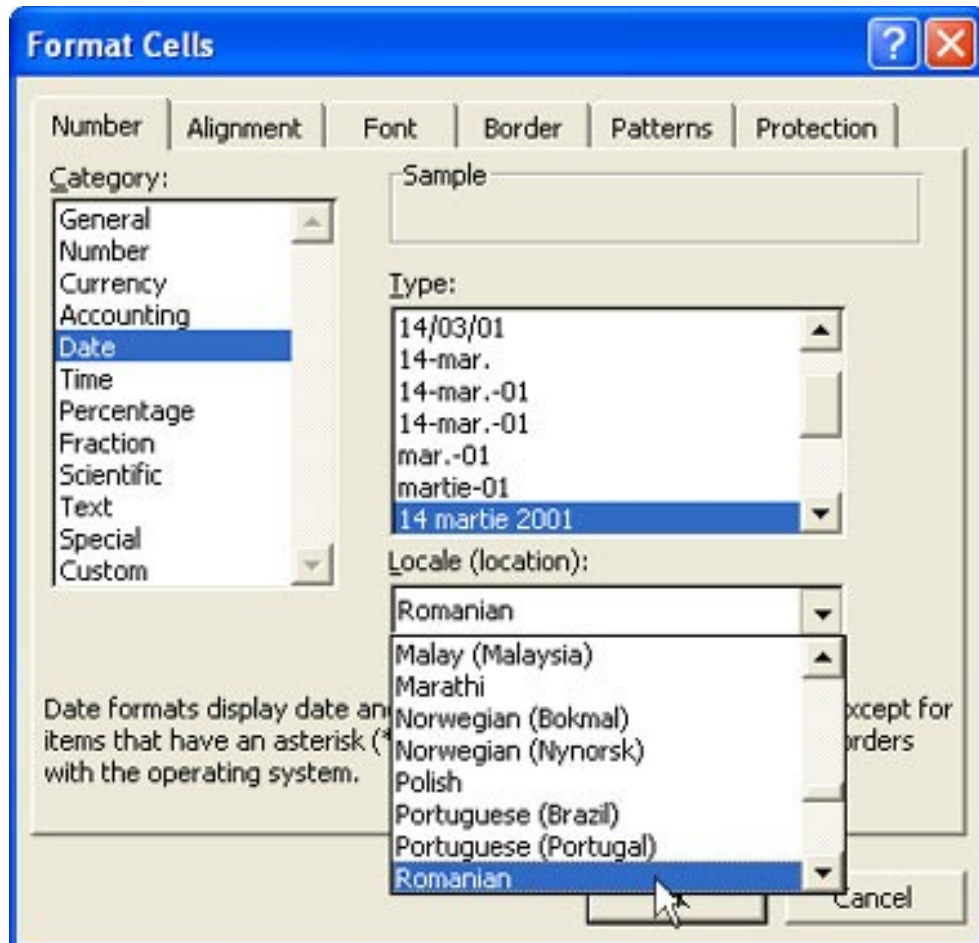 Format Cells
Number Alignment Font Border Patterns Protection
Category:
General
Number
Currency
Accounting
Date
Time
Percentage
Fraction
Scientific
Text
Special
Custom
Sample
Type:
14/03/01
14-mar.
14-mar.-01
14-mar.-01
mar.-01
martie-01
14 martie 2001
Locale (location):
Romanian
Malay (Malaysia)
Marathi
Norwegian (Bokmal)
Norwegian (Nynorsk)
Polish
Portuguese (Brazil)
Portuguese (Portugal)
Romanian
Date formats display date an xcept for
items that have an asterisk (* orders
with the operating system.
Cancel